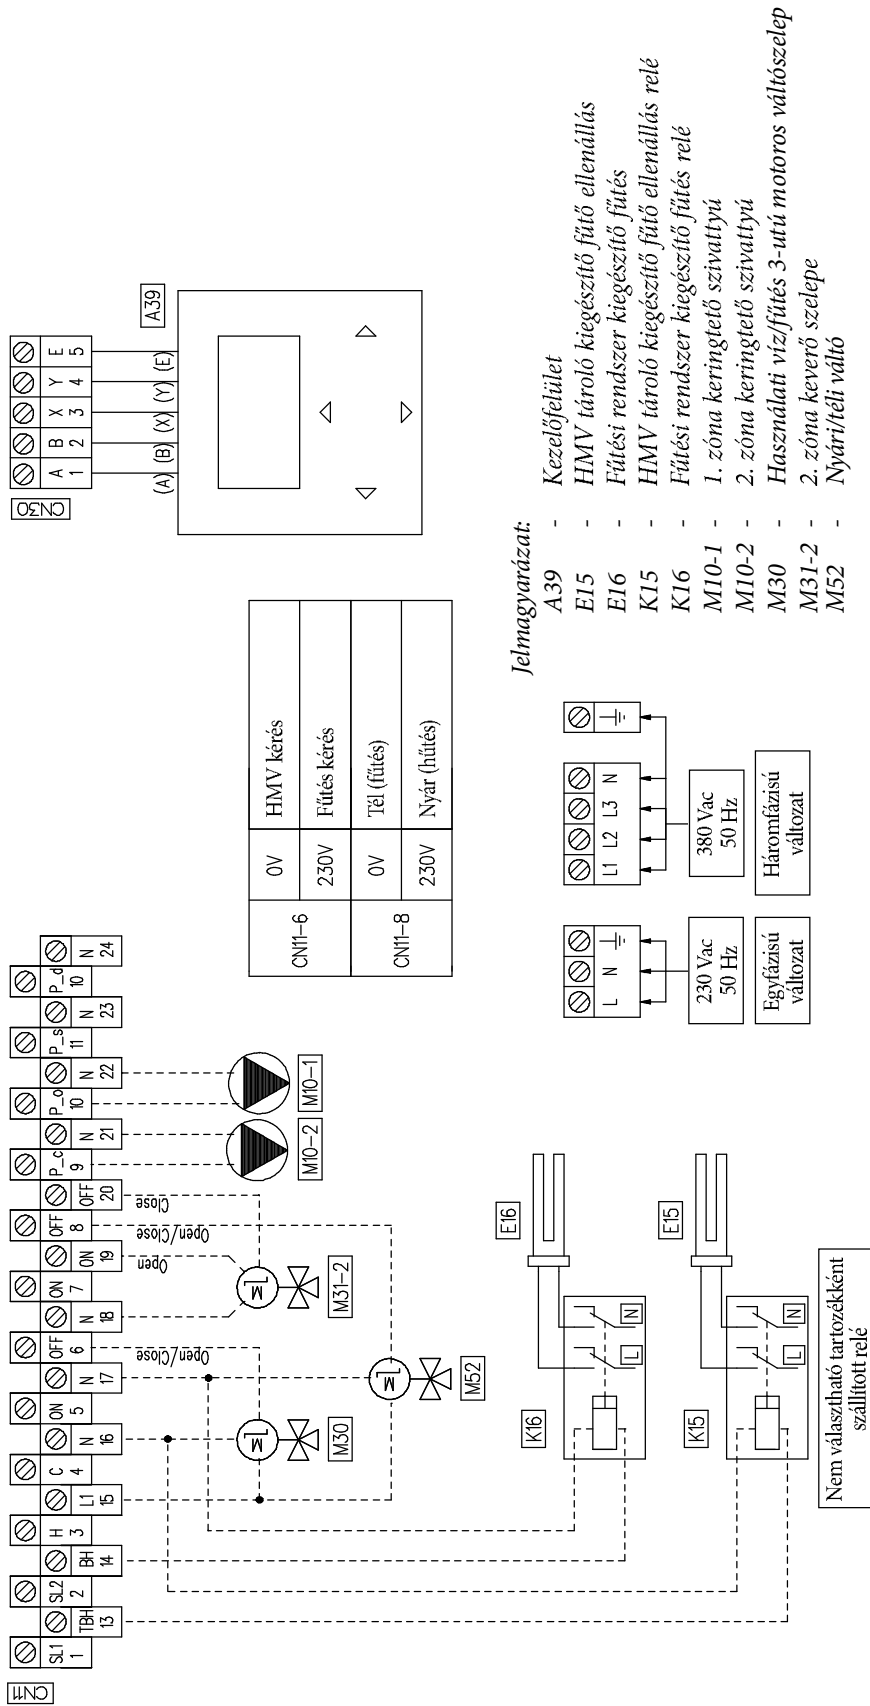 CN11
SL1 1
TBH 13
SL2 2
BH 14
H 3
L1 15
C 4
N 16
ON 5
N 17
OFF 6
N 18
ON 7
ON 19
OFF 8
OFF 20
P_c 9
N 21
P_o 10
N 22
P_s 11
N 23
P_d 10
N 24
Open/Close
Open
Open/Close
Close
M
M30
M
M52
M
M31-2
M10-2
M10-1
K16
L
N
E16
K15
L
N
E15
Nem választható tartozékként
szállított relé
CN30
A 1
B 2
X 3
Y 4
E 5
(A) (B) (X) (Y) (E)
A39
CN11-6
0V HMV kérés
230V Fűtés kérés
CN11-8
0V Tél (fűtés)
230V Nyár (hűtés)
L N
230 Vac
50 Hz
Egyfázisú
változat
L1 L2 L3 N
380 Vac
50 Hz
Háromfázisú
változat
Jelmagyarázat:
A39 - Kezelőfelület
E15 - HMV tároló kiegészítő fűtő ellenállás
E16 - Fűtési rendszer kiegészítő fűtés
K15 - HMV tároló kiegészítő fűtő ellenállás relé
K16 - Fűtési rendszer kiegészítő fűtés relé
M10-1 - 1. zóna keringtető szivattyú
M10-2 - 2. zóna keringtető szivattyú
M30 - Használati víz/fűtés 3-utú motoros váltószelep
M31-2 - 2. zóna keverő szelepe
M52 - Nyári/téli váltó